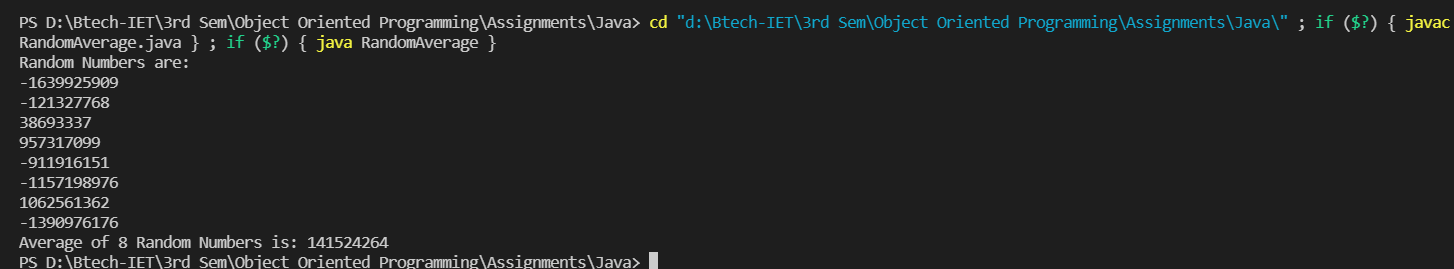 PS D:\Btech-IET\3rd Sem\Object Oriented Programming\Assignments\Java> cd "d:\Btech-IET\3rd Sem\Object Oriented Programming\Assignments\Java\" ; if ($?) { javac
RandomAverage.java } ; if ($?) { java RandomAverage }
Random Numbers are:
-1639925909
-121327768
38693337
957317099
-911916151
-1157198976
1062561362
-1390976176
Average of 8 Random Numbers is: 141524264
PS D:\Btech-IET\3rd Sem\Object Oriented Programming\Assignments\Java>